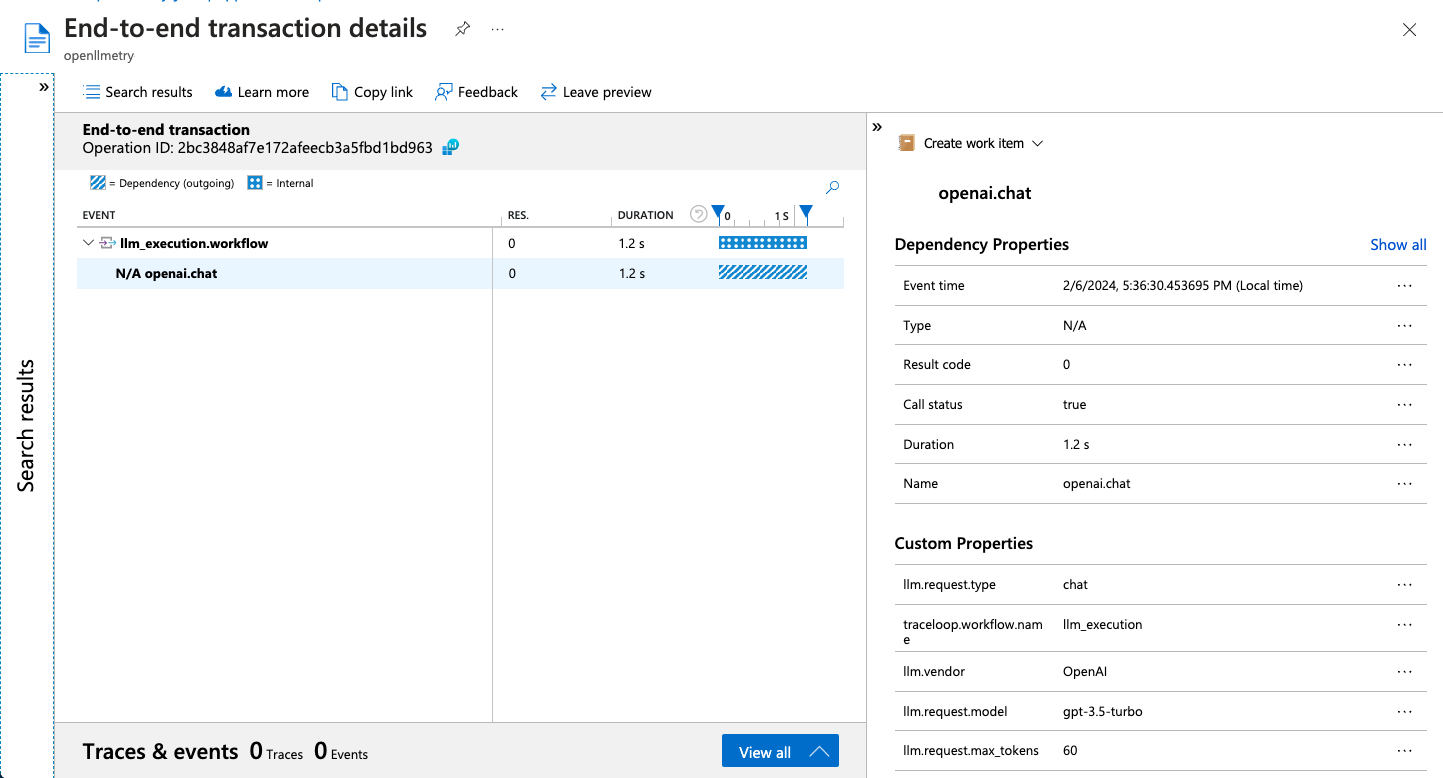 End-to-end transaction details
openllmetry
Search results
Learn more
Copy link
Feedback
Leave preview
Search results
End-to-end transaction
Operation ID: 2bc3848af7e172afeecb3a5fbd1bd963
= Dependency (outgoing)
= Internal
EVENT
RES.
DURATION
0
1 S
llm_execution.workflow
0
1.2 s
N/A openai.chat
0
1.2 s
Traces & events 0 Traces 0 Events
View all
Create work item
openai.chat
Dependency Properties
Show all
Event time
2/6/2024, 5:36:30.453695 PM (Local time)
Type
N/A
Result code
0
Call status
true
Duration
1.2 s
Name
openai.chat
Custom Properties
llm.request.type
chat
traceloop.workflow.nam
e
llm_execution
llm.vendor
OpenAI
llm.request.model
gpt-3.5-turbo
llm.request.max_tokens
60